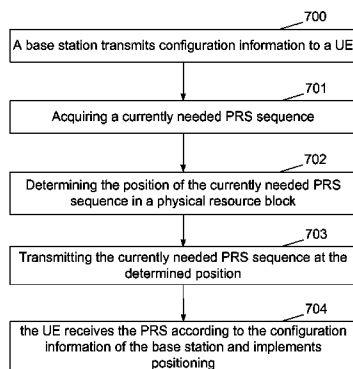 700
A base station transmits configuration information to a UE
701
Acquiring a currently needed PRS sequence
702
Determining the position of the currently needed PRS
sequence in a physical resource block
703
Transmitting the currently needed PRS sequence at the
determined position
704
the UE receives the PRS according to the configuration
information of the base station and implements
positioning